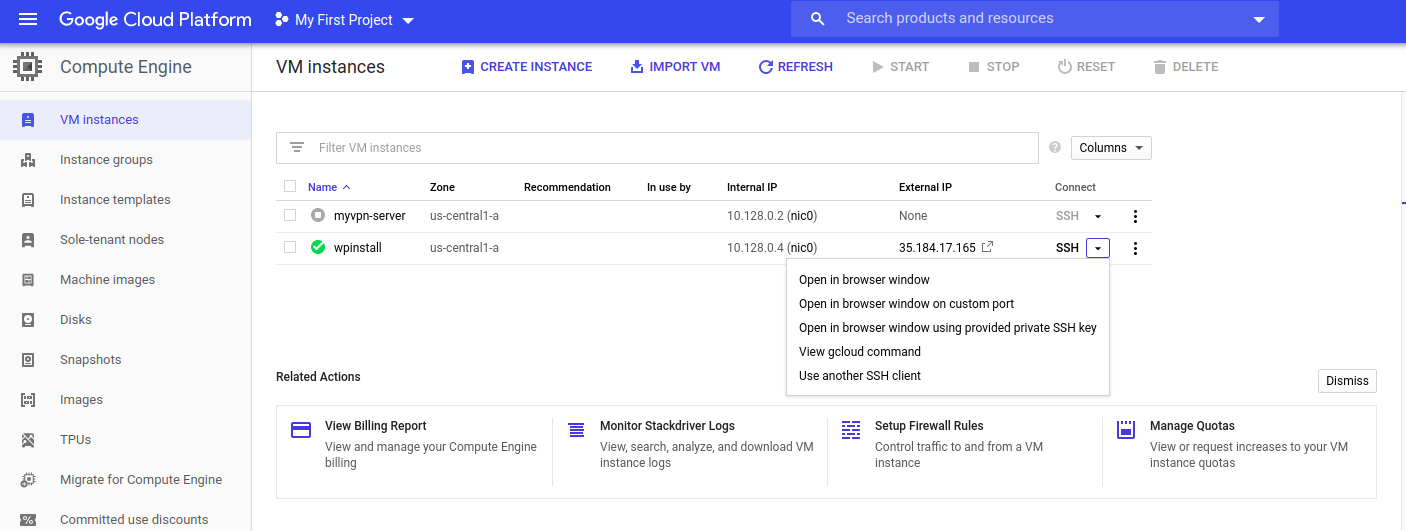 Google Cloud Platform My First Project Search products and resources
Compute Engine VM instances CREATE INSTANCE IMPORT VM REFRESH START STOP RESET DELETE
VM instances
Instance groups
Instance templates
Sole-tenant nodes
Machine images
Disks
Snapshots
Images
TPUs
Migrate for Compute Engine
Committed use discounts
Filter VM instances ? Columns
Name Zone Recommendation In use by Internal IP External IP Connect
myvpn-server us-central1-a 10.128.0.2 (nic0) None SSH
wpinstall us-central1-a 10.128.0.4 (nic0) 35.184.17.165 SSH
Open in browser window
Open in browser window on custom port
Open in browser window using provided private SSH key
View gcloud command
Use another SSH client
Related Actions Dismiss
View Billing Report
View and manage your Compute Engine
billing
Monitor Stackdriver Logs
View, search, analyze, and download VM
instance logs
Setup Firewall Rules
Control traffic to and from a VM
instance
Manage Quotas
View or request increases to your VM
instance quotas